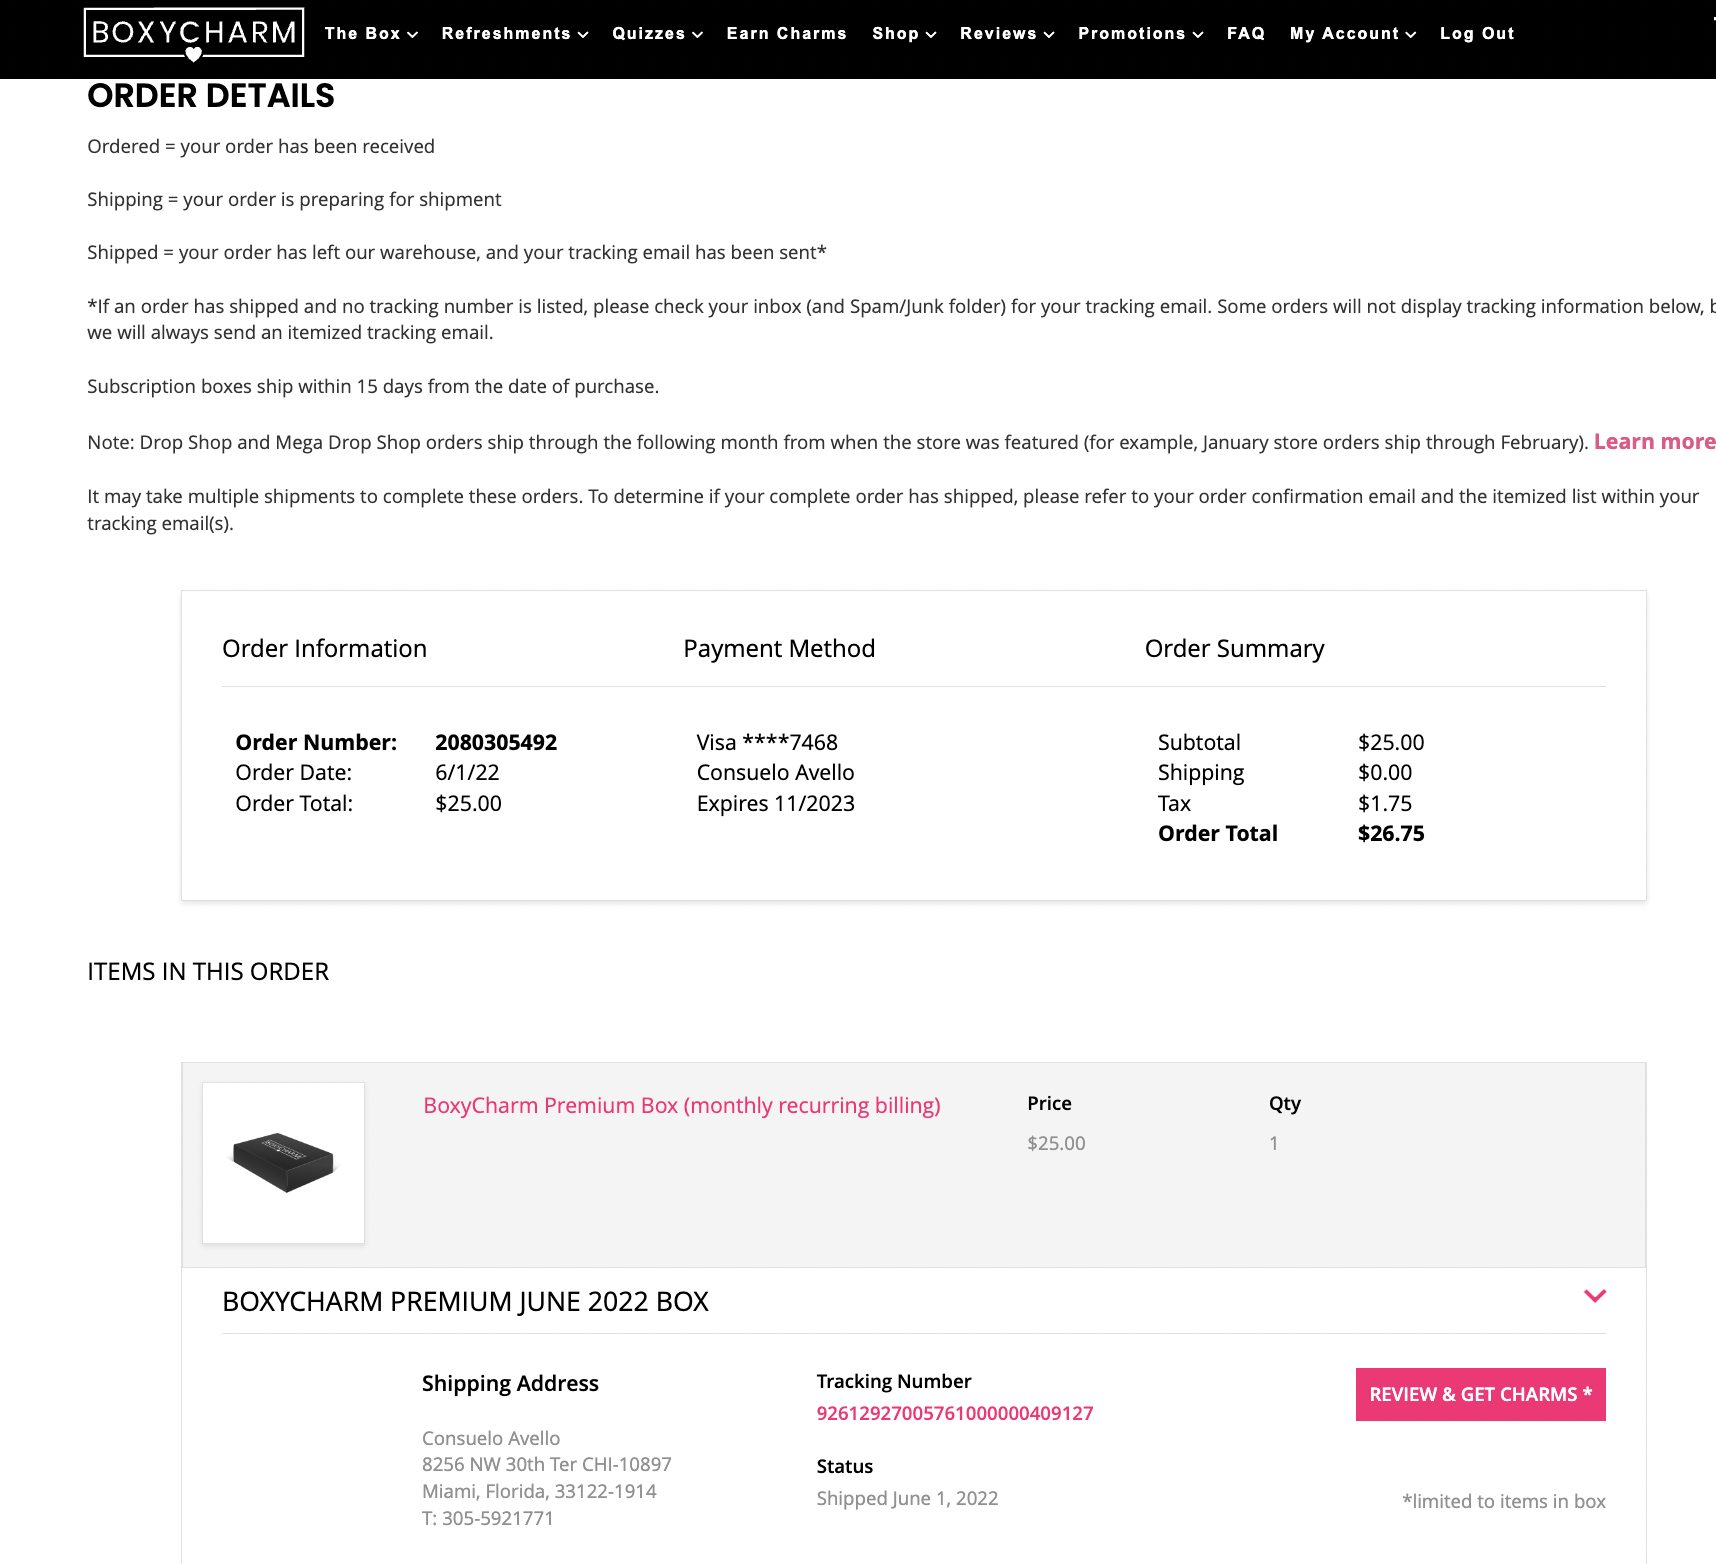 BOXYCHARM
The Box Refreshments Quizzes Earn Charms Shop Reviews Promotions FAQ My Account Log Out
ORDER DETAILS
Ordered = your order has been received
Shipping = your order is preparing for shipment
Shipped = your order has left our warehouse, and your tracking email has been sent*
*If an order has shipped and no tracking number is listed, please check your inbox (and Spam/Junk folder) for your tracking email. Some orders will not display tracking information below,
we will always send an itemized tracking email.
Subscription boxes ship within 15 days from the date of purchase.
Note: Drop Shop and Mega Drop Shop orders ship through the following month from when the store was featured (for example, January store orders ship through February). Learn more
It may take multiple shipments to complete these orders. To determine if your complete order has shipped, please refer to your order confirmation email and the itemized list within your
tracking email(s).
Order Information Payment Method Order Summary
Order Number: 2080305492 Visa ****7468 Subtotal $25.00
Order Date: 6/1/22 Consuelo Avello Shipping $0.00
Order Total: $25.00 Expires 11/2023 Tax $1.75
Order Total $26.75
ITEMS IN THIS ORDER
BOXYCHARM
BoxyCharm Premium Box (monthly recurring billing) Price Qty
$25.00 1
BOXYCHARM PREMIUM JUNE 2022 BOX
Shipping Address Tracking Number REVIEW & GET CHARMS *
92612927005761000000409127
Consuelo Avello
8256 NW 30th Ter CHI-10897 Status
Miami, Florida, 33122-1914 Shipped June 1, 2022 *limited to items in box
T: 305-5921771